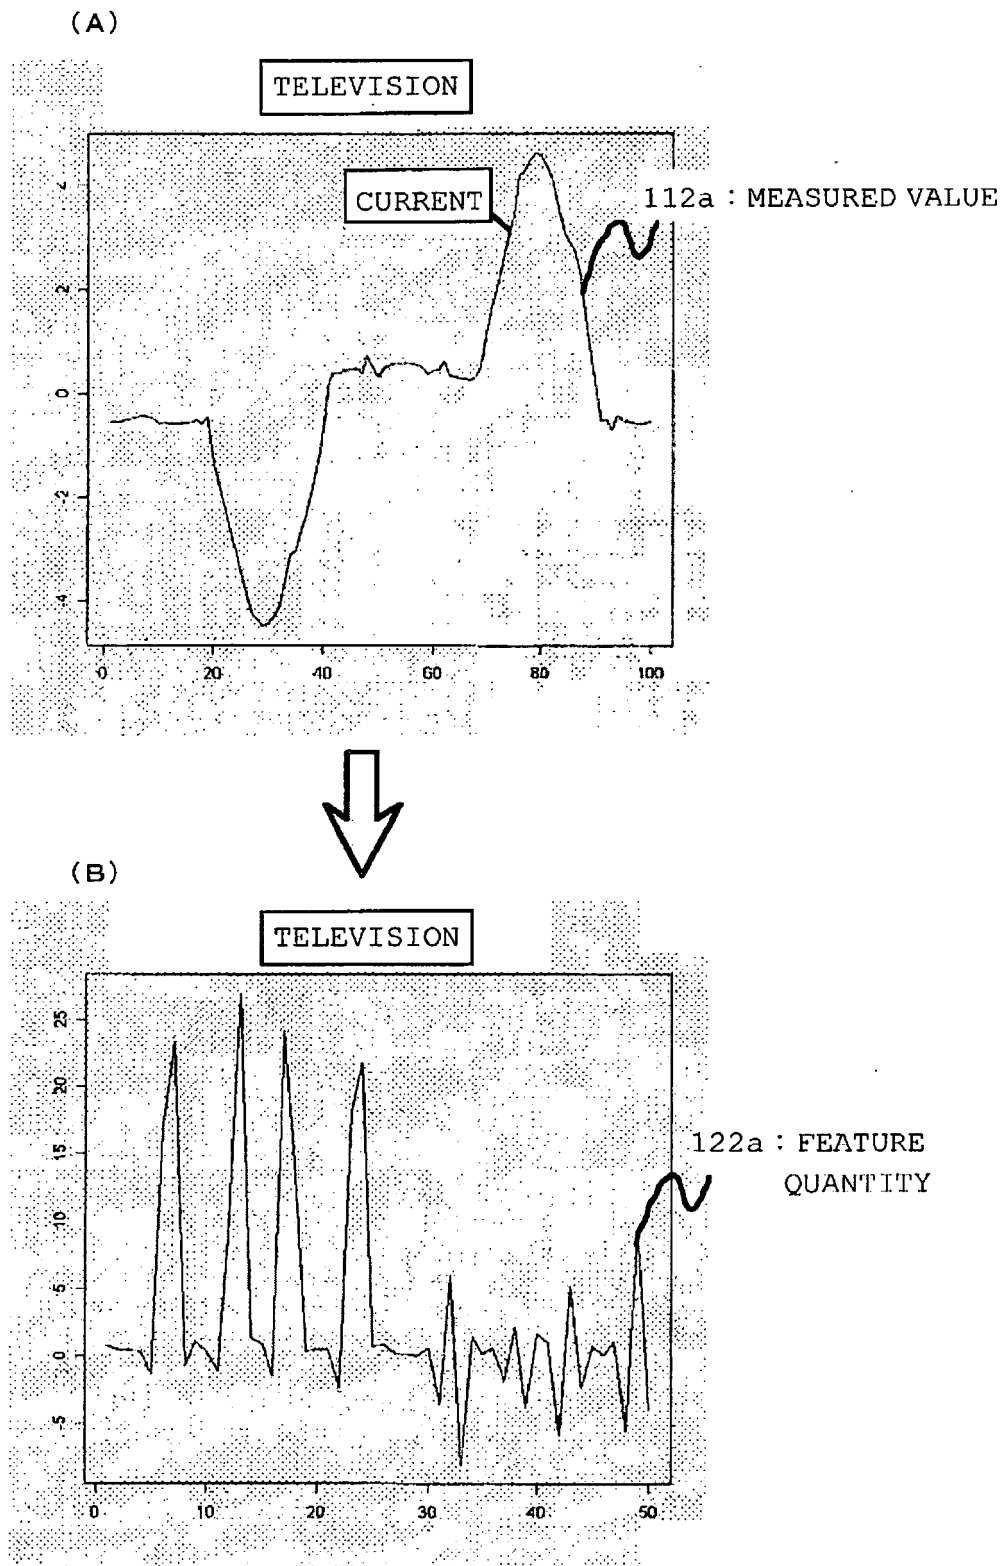 (A)
TELEVISION
CURRENT
112a : MEASURED VALUE
4
2
0
-2
-4
0 20 40 60 80 100
(B)
TELEVISION
25
20
15
10
5
0
-5
122a : FEATURE
QUANTITY
0 10 20 30 40 50